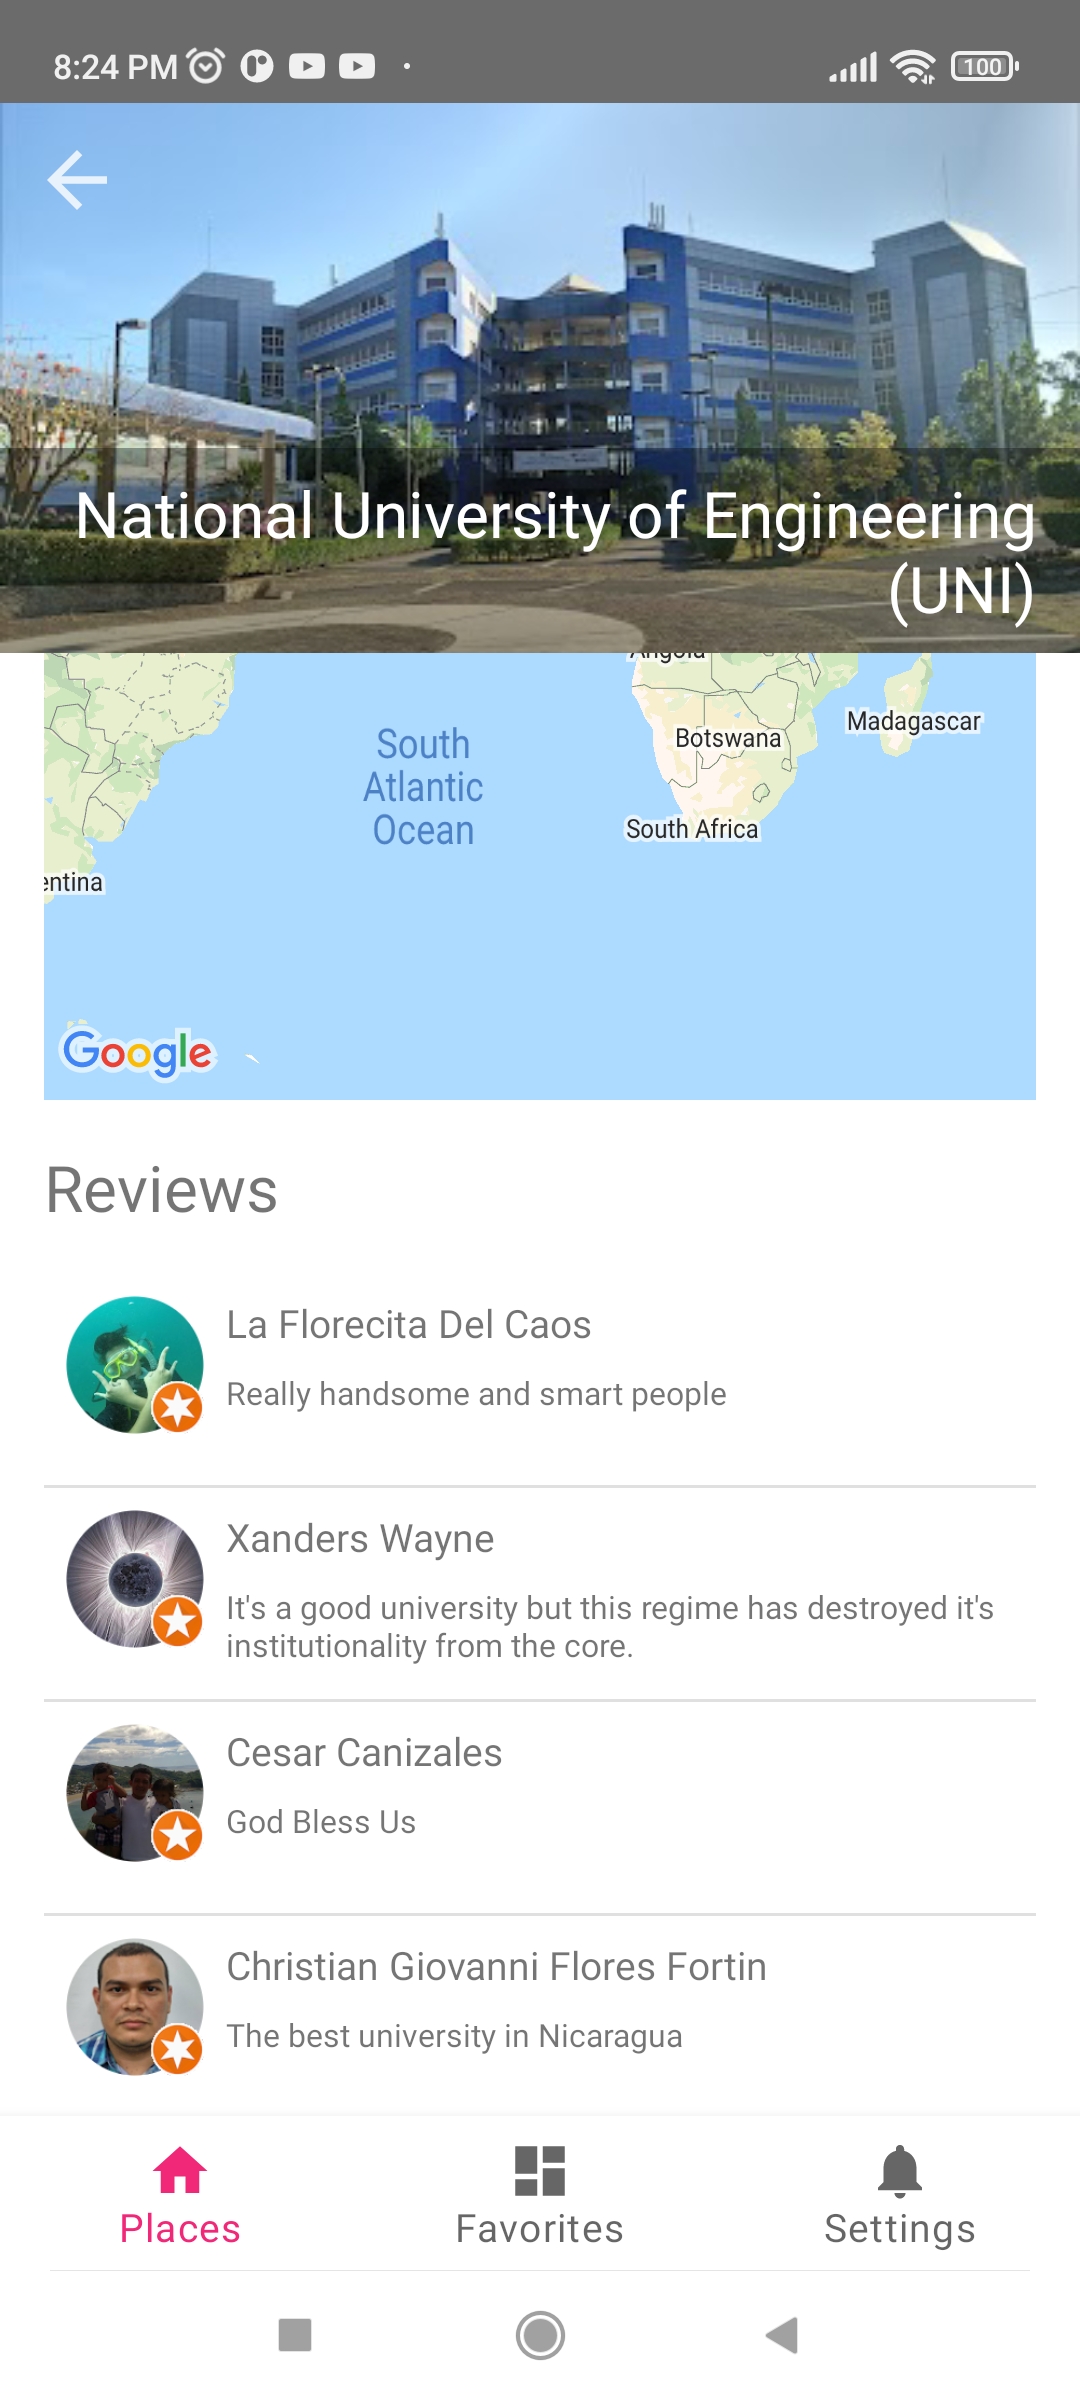 8:24 PM
100
National University of Engineering
(UNI)
Angola
Madagascar
Botswana
South
Atlantic
Ocean
South Africa
entina
Google
Reviews
La Florecita Del Caos
Really handsome and smart people
Xanders Wayne
It's a good university but this regime has destroyed it's
institutionality from the core.
Cesar Canizales
God Bless Us
Christian Giovanni Flores Fortin
The best university in Nicaragua
Places
Favorites
Settings